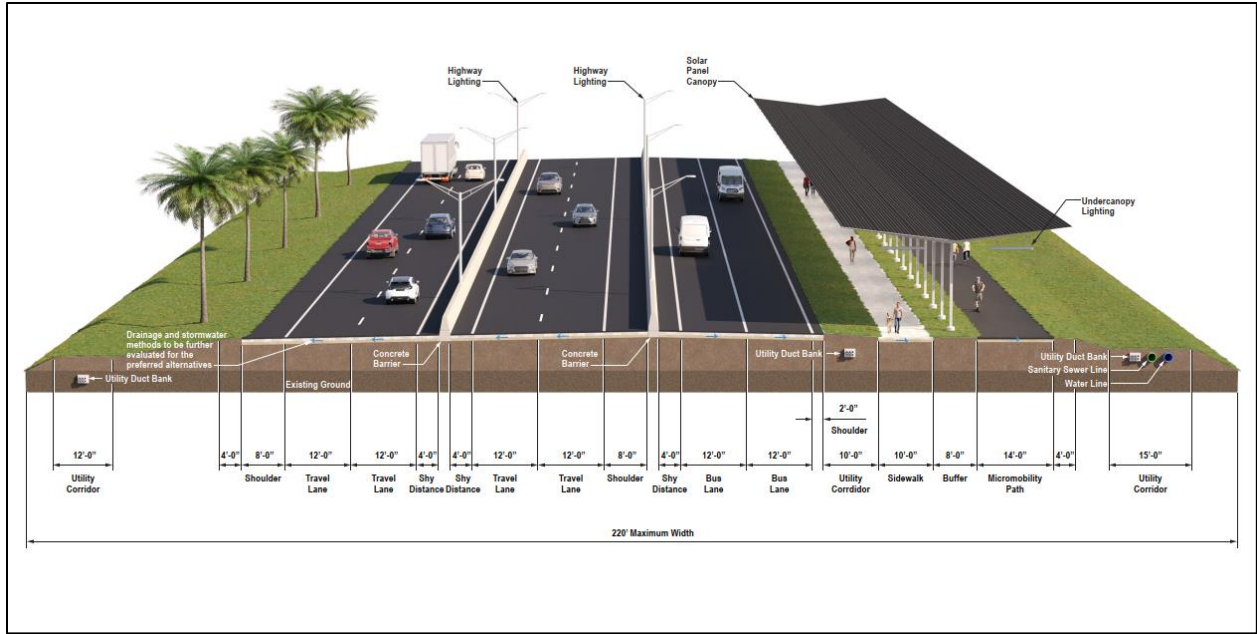 Highway
Lighting
Highway
Lighting
Solar
Panel
Canopy
Undercanopy
Lighting
Drainage and stormwater
methods to be further
evaluated for the
preferred alternatives
Concrete
Barrier
Concrete
Barrier
Utility Duct Bank
Utility Duct Bank
Sanitary Sewer Line
Water Line
Utility Duct Bank
Existing Ground
2'-0"
Shoulder
12'-0"
Utility
Corridor
4'-0"
8'-0"
Shoulder
12'-0"
Travel
Lane
12'-0"
Travel
Lane
4'-0"
Shy
Distance
4'-0"
Shy
Distance
12'-0"
Travel
Lane
12'-0"
Travel
Lane
8'-0"
Shoulder
4'-0"
Shy
Distance
12'-0"
Bus
Lane
12'-0"
Bus
Lane
10'-0"
Utility
Corrdidor
10'-0"
Sidewalk
8'-0"
Buffer
14'-0"
Micromobility
Path
4'-0"
15'-0"
Utility
Corridor
220' Maximum Width